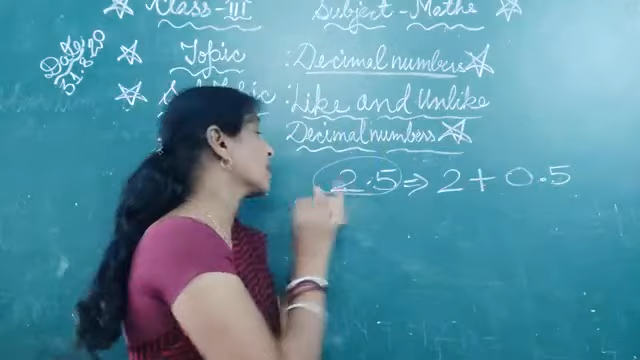 Class-III Subject-Maths
Date
31.8.20
Topic : Decimal numbers
: Like and Unlike
Decimal numbers
2.5 ⇒ 2 + 0.5